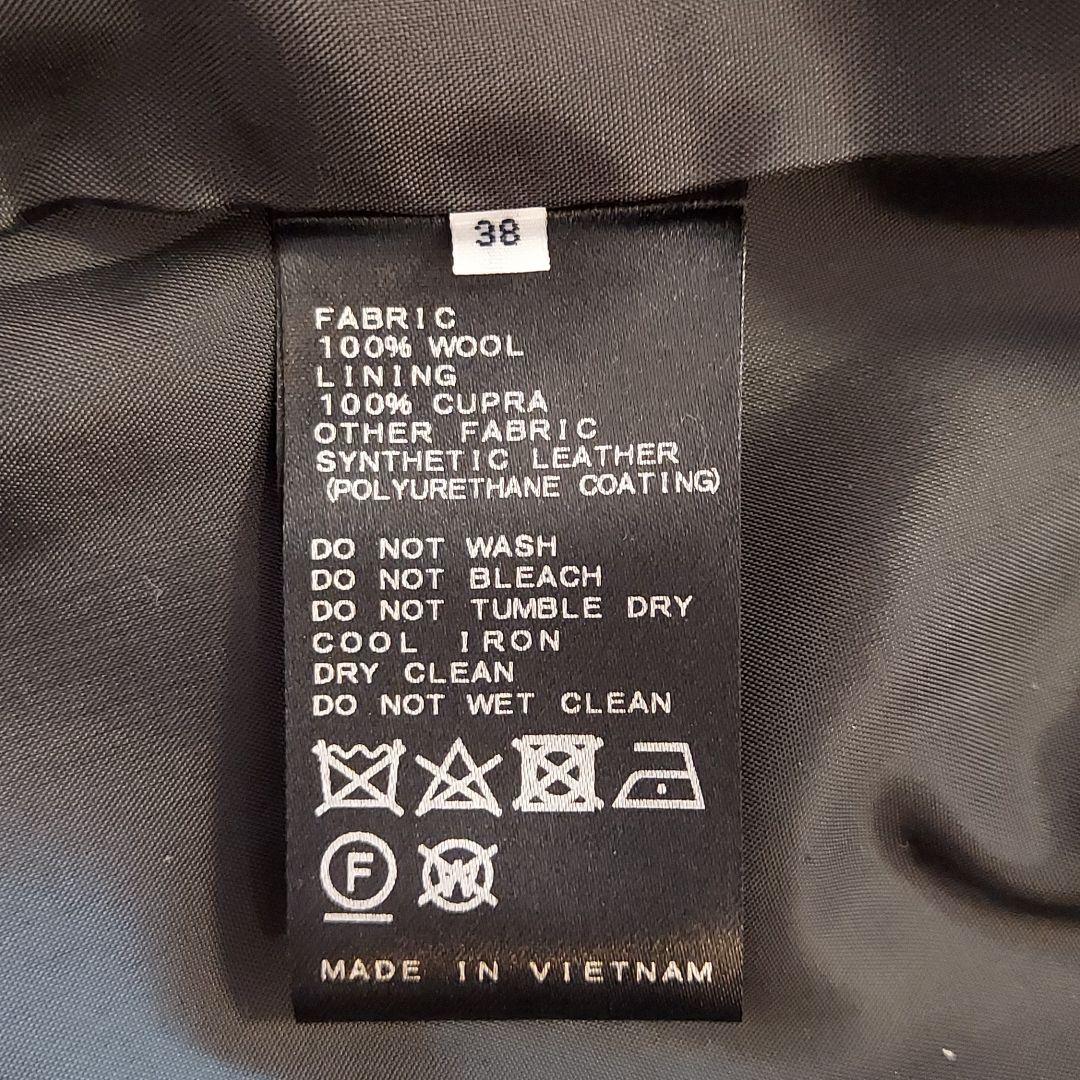 38
FABRIC
100% WOOL
LINING
100% CUPRA
OTHER FABRIC
SYNTHETIC LEATHER
(POLYURETHANE COATING)
DO NOT WASH
DO NOT BLEACH
DO NOT TUMBLE DRY
COOL IRON
DRY CLEAN
DO NOT WET CLEAN
F W
MADE IN VIETNAM